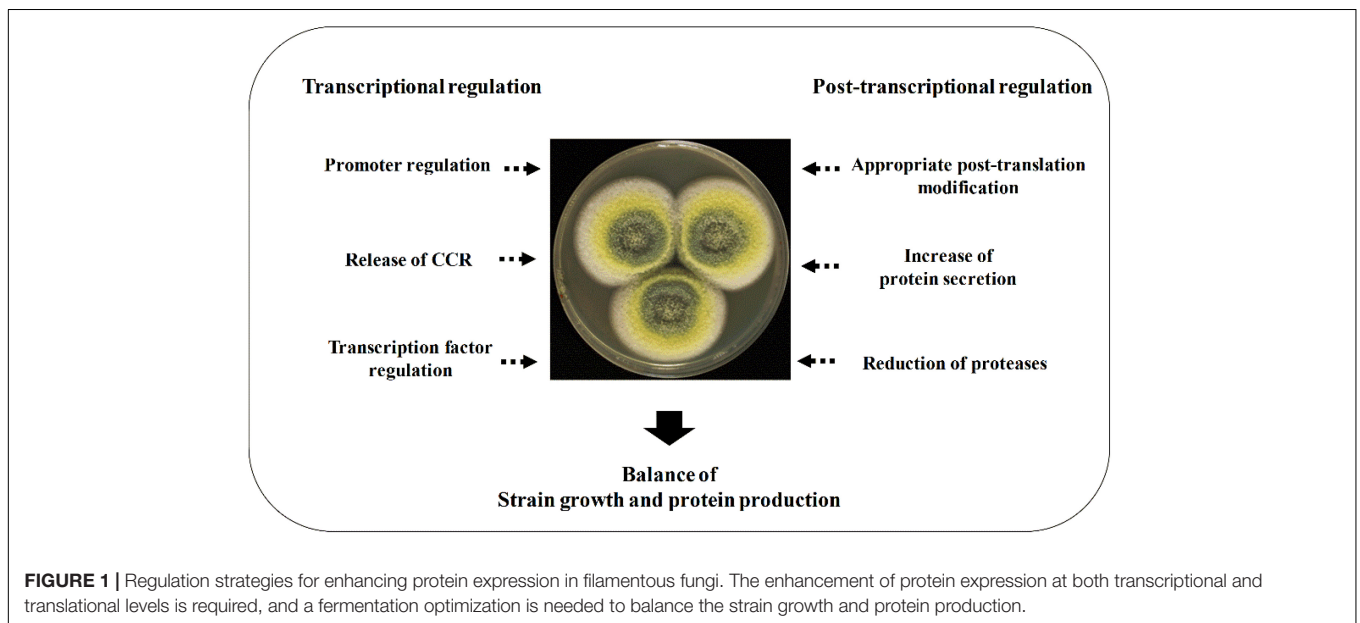 Transcriptional regulation
Post-transcriptional regulation
Promoter regulation
Release of CCR
Transcription factor
regulation
Appropriate post-translation
modification
Increase of
protein secretion
Reduction of proteases
Balance of
Strain growth and protein production
FIGURE 1 | Regulation strategies for enhancing protein expression in filamentous fungi. The enhancement of protein expression at both transcriptional and
translational levels is required, and a fermentation optimization is needed to balance the strain growth and protein production.